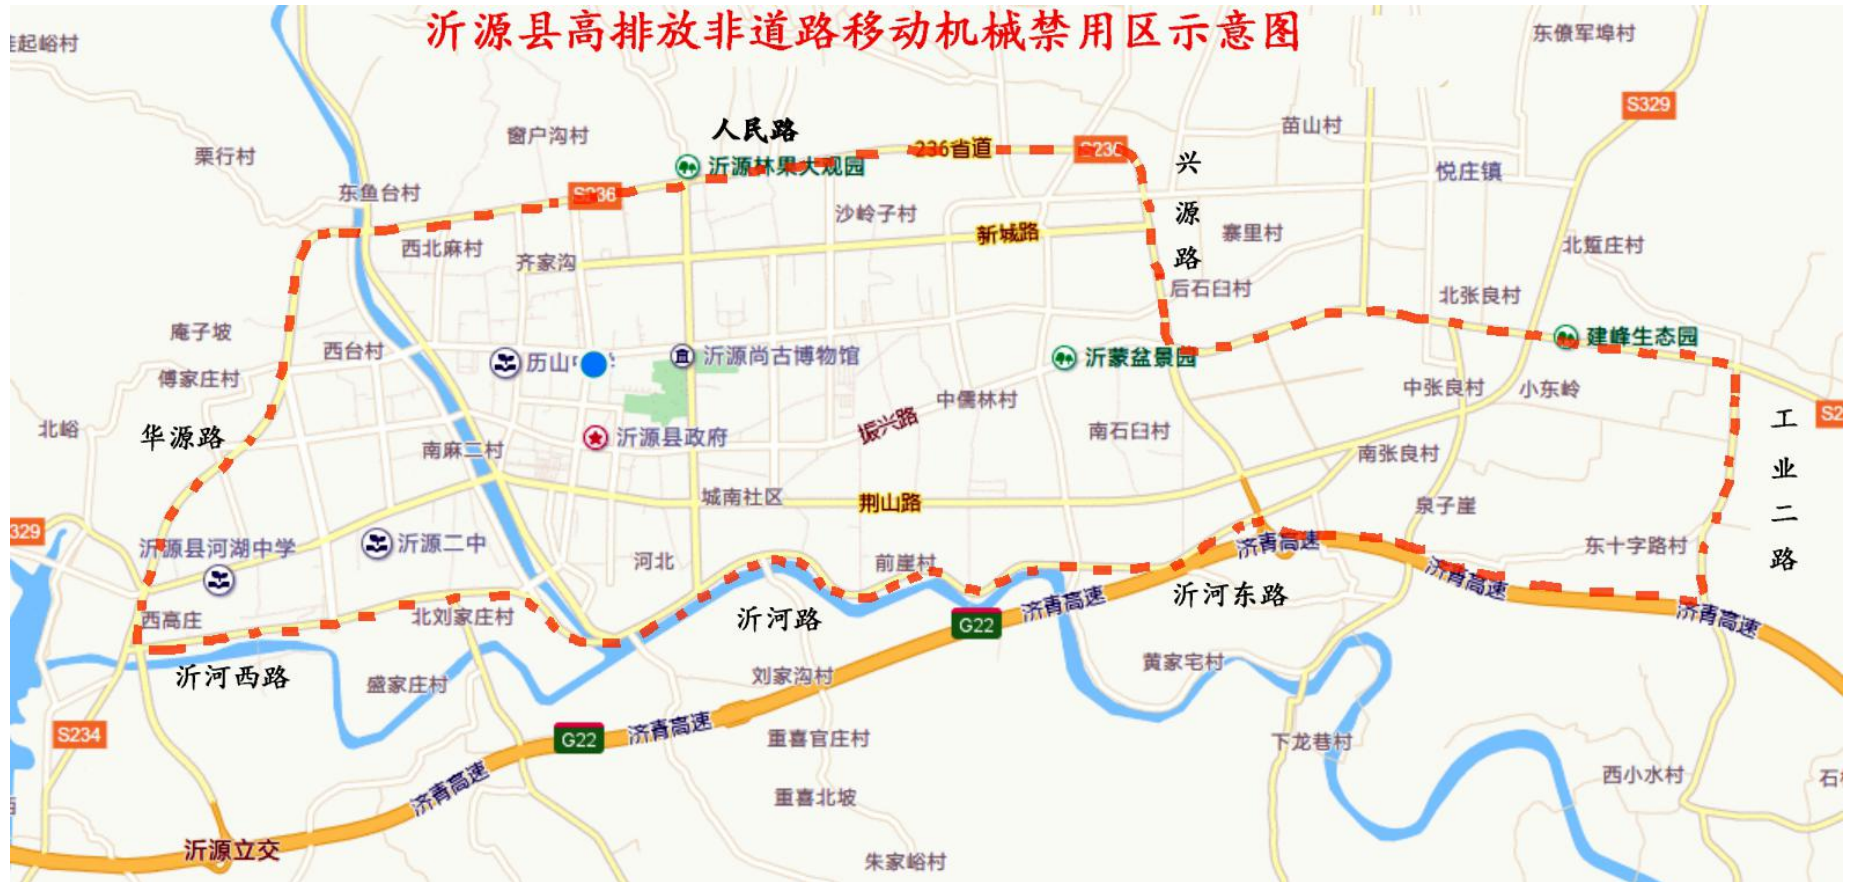 沂源县高排放非道路移动机械禁用区示意图
起峪村
东僚军埠村
S329
窗户沟村
人民路
苗山村
栗行村
沂源林果大观园
236省道
S236
兴源路
悦庄镇
东鱼台村
S236
沙岭子村
新城路
寨里村
西北麻村
齐家沟
后石臼村
北张良村
庵子坡
西台村
历山
沂源尚古博物馆
沂蒙盆景园
建峰生态园
傅家庄村
中儒林村
中张良村
小东岭
S2
北峪
华源路
沂源县政府
振兴路
南石臼村
工业二路
南麻二村
南张良村
城南社区
荆山路
泉子崖
329
沂源县河湖中学
沂源二中
河北
前崖村
济青高速
东十字路村
济青高速
西高庄
北刘家庄村
沂河路
G22
济青高速
沂河东路
济青高速
沂河西路
盛家庄村
刘家沟村
黄家宅村
S234
G22
济青高速
重喜官庄村
下龙巷村
济青高速
重喜北坡
西小水村
石
沂源立交
朱家峪村